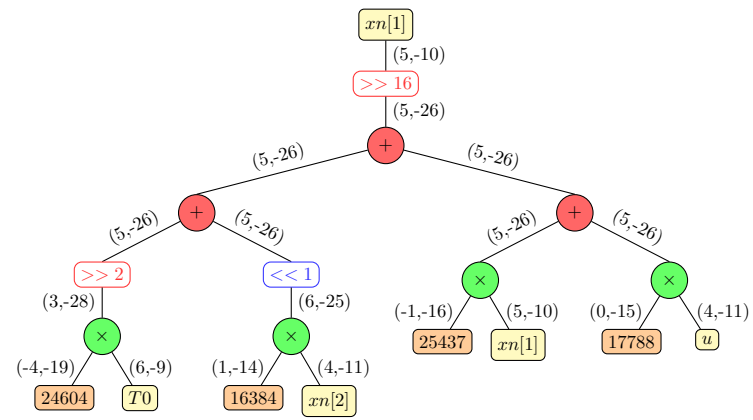 xn[1]
(5,-10)
>> 16
(5,-26)
+
(5,-26) (5,-26)
+ +
(5,-26) (5,-26) (5,-26) (5,-26)
>> 2 << 1 × ×
(3,-28) (6,-25) (-1,-16) (5,-10) (0,-15) (4,-11)
× × 25437 xn[1] 17788 u
(-4,-19) (6,-9) (1,-14) (4,-11)
24604 T0 16384 xn[2]